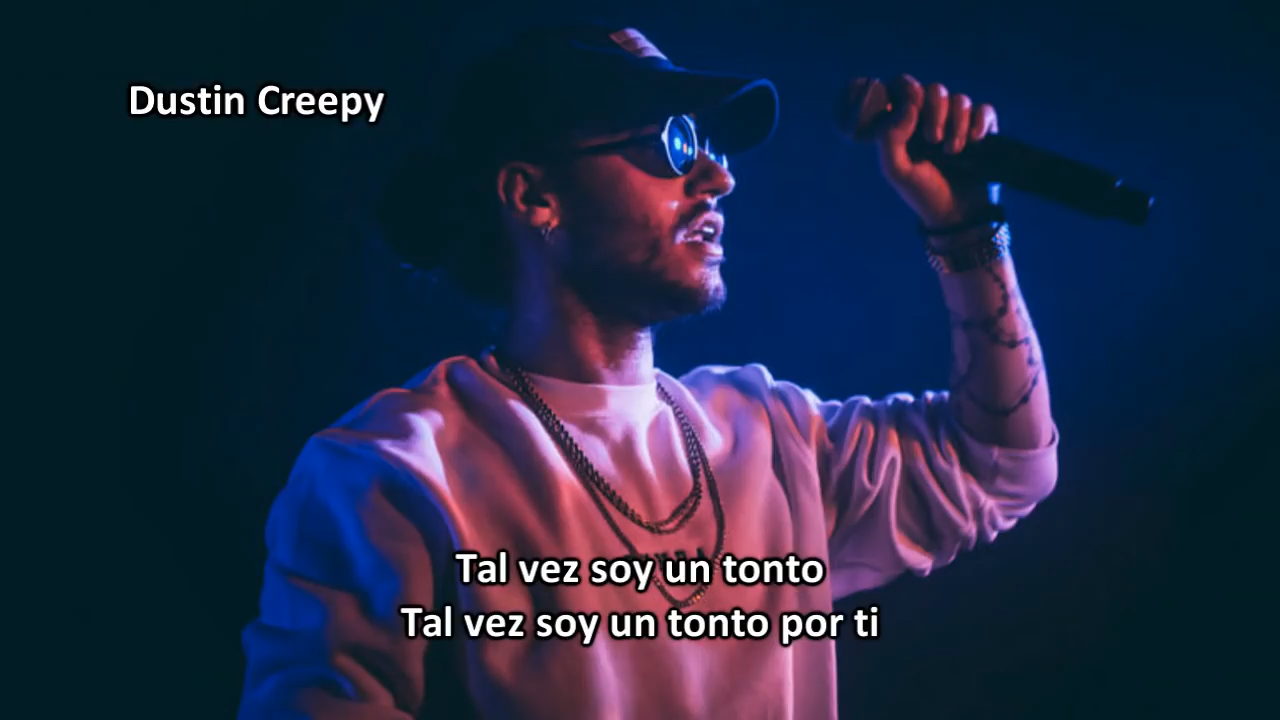 Dustin Creepy
Tal vez soy un tonto
Tal vez soy un tonto por ti